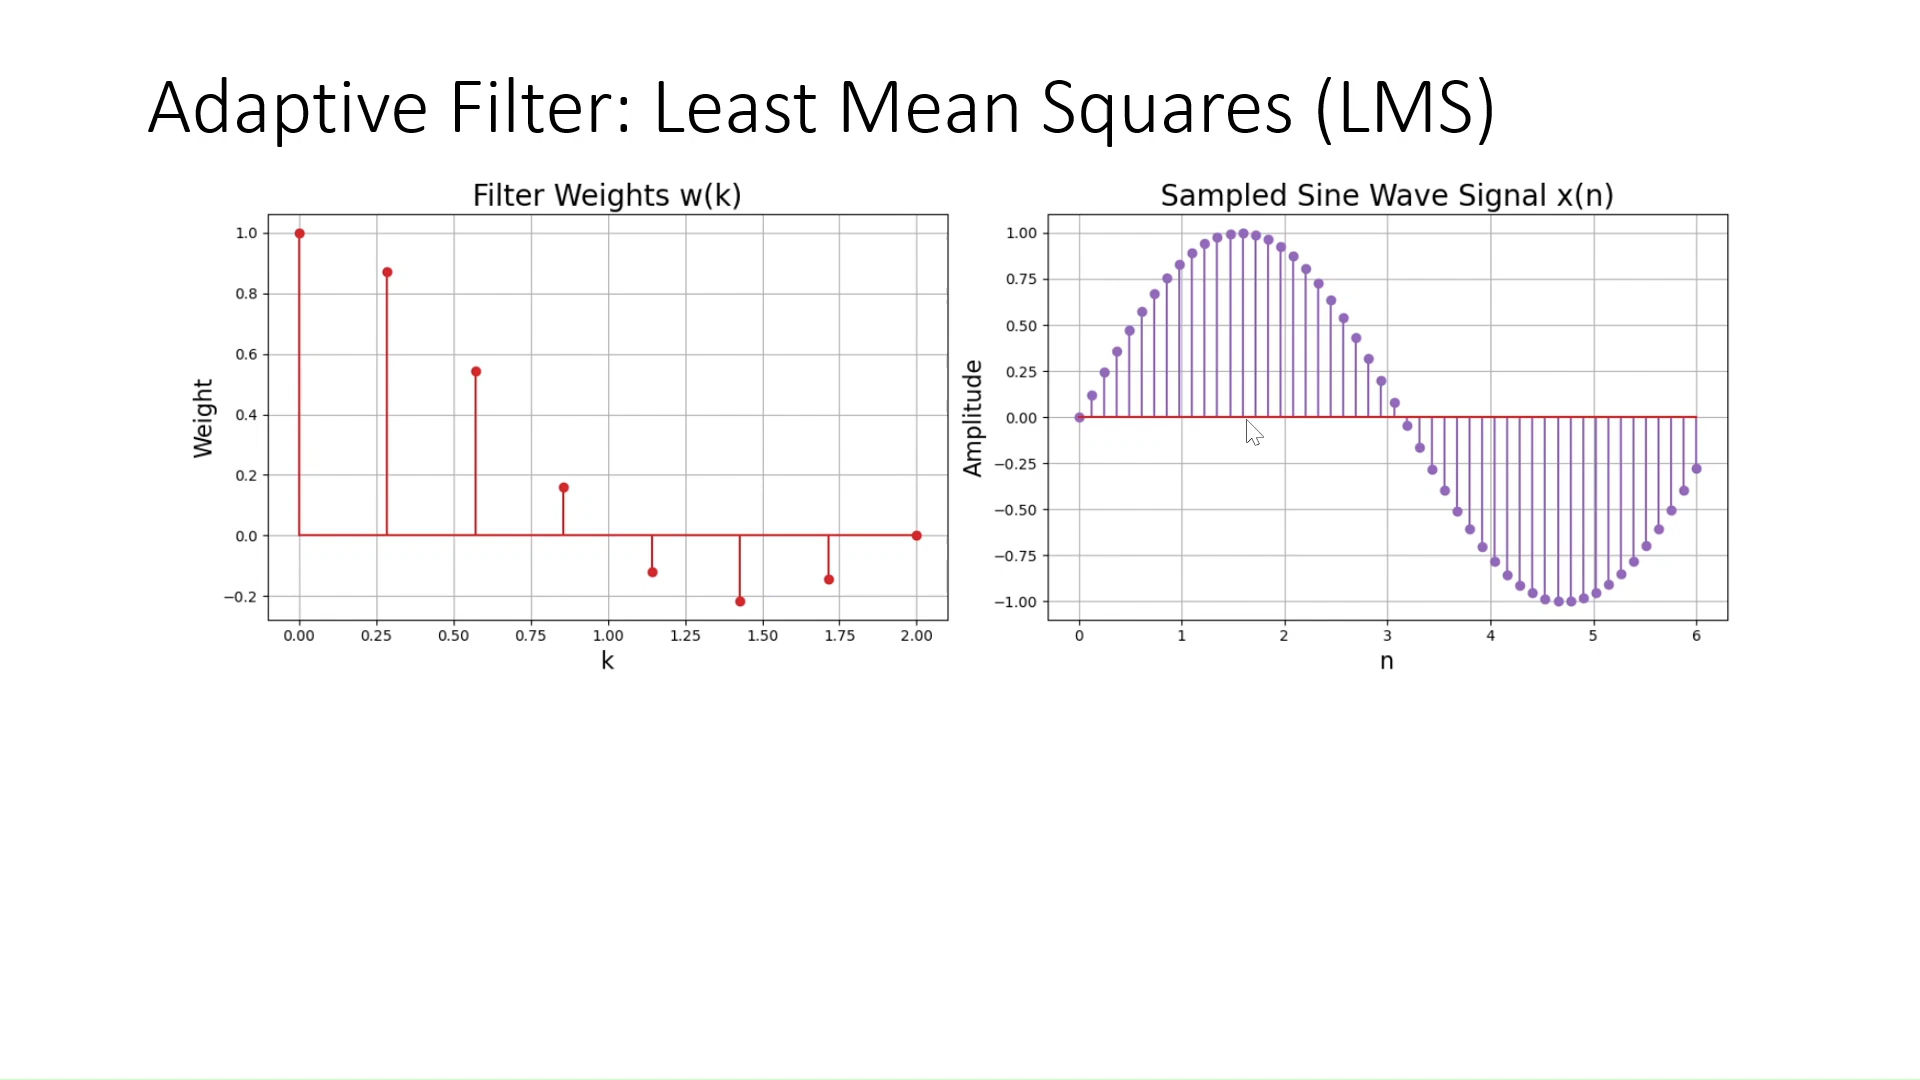 Adaptive Filter: Least Mean Squares (LMS)
Filter Weights w(k)
Weight
1.0
0.8
0.6
0.4
0.2
0.0
−0.2
0.00 0.25 0.50 0.75 1.00 1.25 1.50 1.75 2.00
k
Sampled Sine Wave Signal x(n)
Amplitude
1.00
0.75
0.50
0.25
0.00
−0.25
−0.50
−0.75
−1.00
0 1 2 3 4 5 6
n